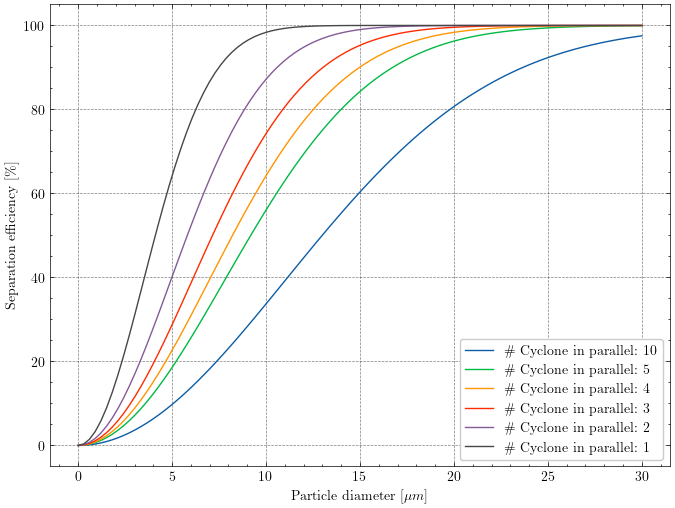 Separation efficiency [%]
100
80
60
40
20
0
# Cyclone in parallel: 10
# Cyclone in parallel: 5
# Cyclone in parallel: 4
# Cyclone in parallel: 3
# Cyclone in parallel: 2
# Cyclone in parallel: 1
0 5 10 15 20 25 30
Particle diameter [μm]